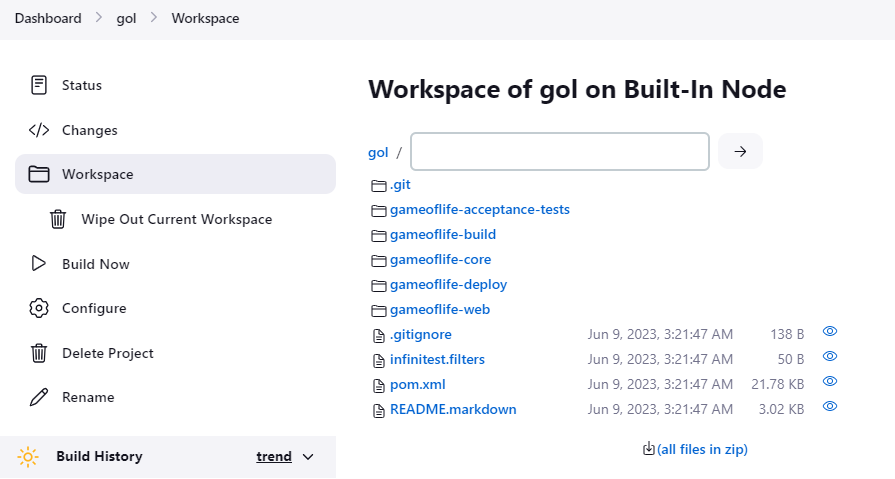 Dashboard > gol > Workspace
Status
Changes
Workspace
Wipe Out Current Workspace
Build Now
Configure
Delete Project
Rename
Build History trend
Workspace of gol on Built-In Node
gol /
.git
gameoflife-acceptance-tests
gameoflife-build
gameoflife-core
gameoflife-deploy
gameoflife-web
.gitignore Jun 9, 2023, 3:21:47 AM 138 B
infinitest.filters Jun 9, 2023, 3:21:47 AM 50 B
pom.xml Jun 9, 2023, 3:21:47 AM 21.78 KB
README.markdown Jun 9, 2023, 3:21:47 AM 3.02 KB
(all files in zip)